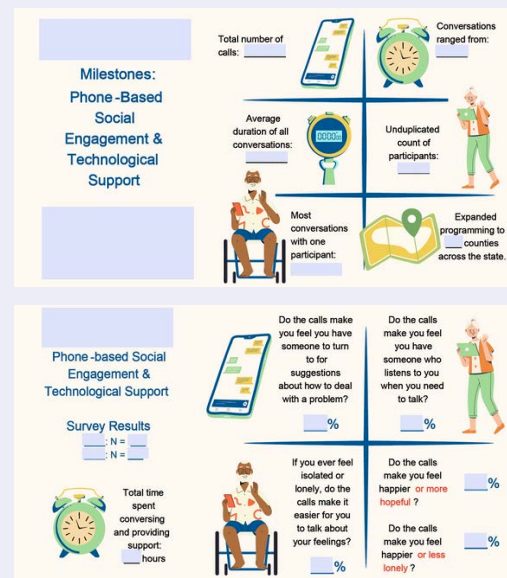 Milestones:
Phone-Based
Social
Engagement &
Technological
Support
Total number of
calls:
Conversations
ranged from:
Average
duration of all
conversations:
Unduplicated
count of
participants:
Most
conversations
with one
participant:
Expanded
programming to
counties
across the state.
Phone-based Social
Engagement &
Technological Support
Survey Results
: N =
: N =
Total time
spent
conversing
and providing
support:
hours
Do the calls make
you feel you have
someone to turn
to for
suggestions
about how to deal
with a problem?
%
Do the calls
make you feel
you have
someone who
listens to you
when you need
to talk?
%
If you ever feel
isolated or
lonely, do the
calls make it
easier for you
to talk about
your feelings?
%
Do the calls
make you feel
happier or more
hopeful ?
%
Do the calls
make you feel
happier or less
lonely ?
%